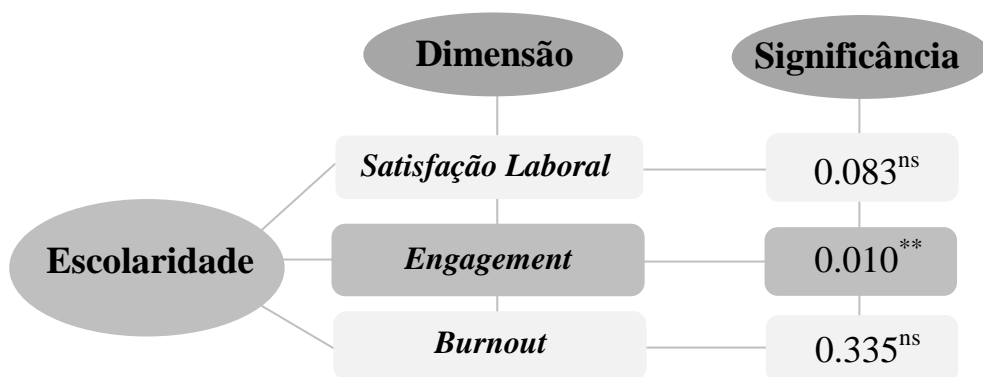 Dimensão Significância
Satisfação Laboral 0.083ns
Escolaridade Engagement 0.010**
Burnout 0.335ns